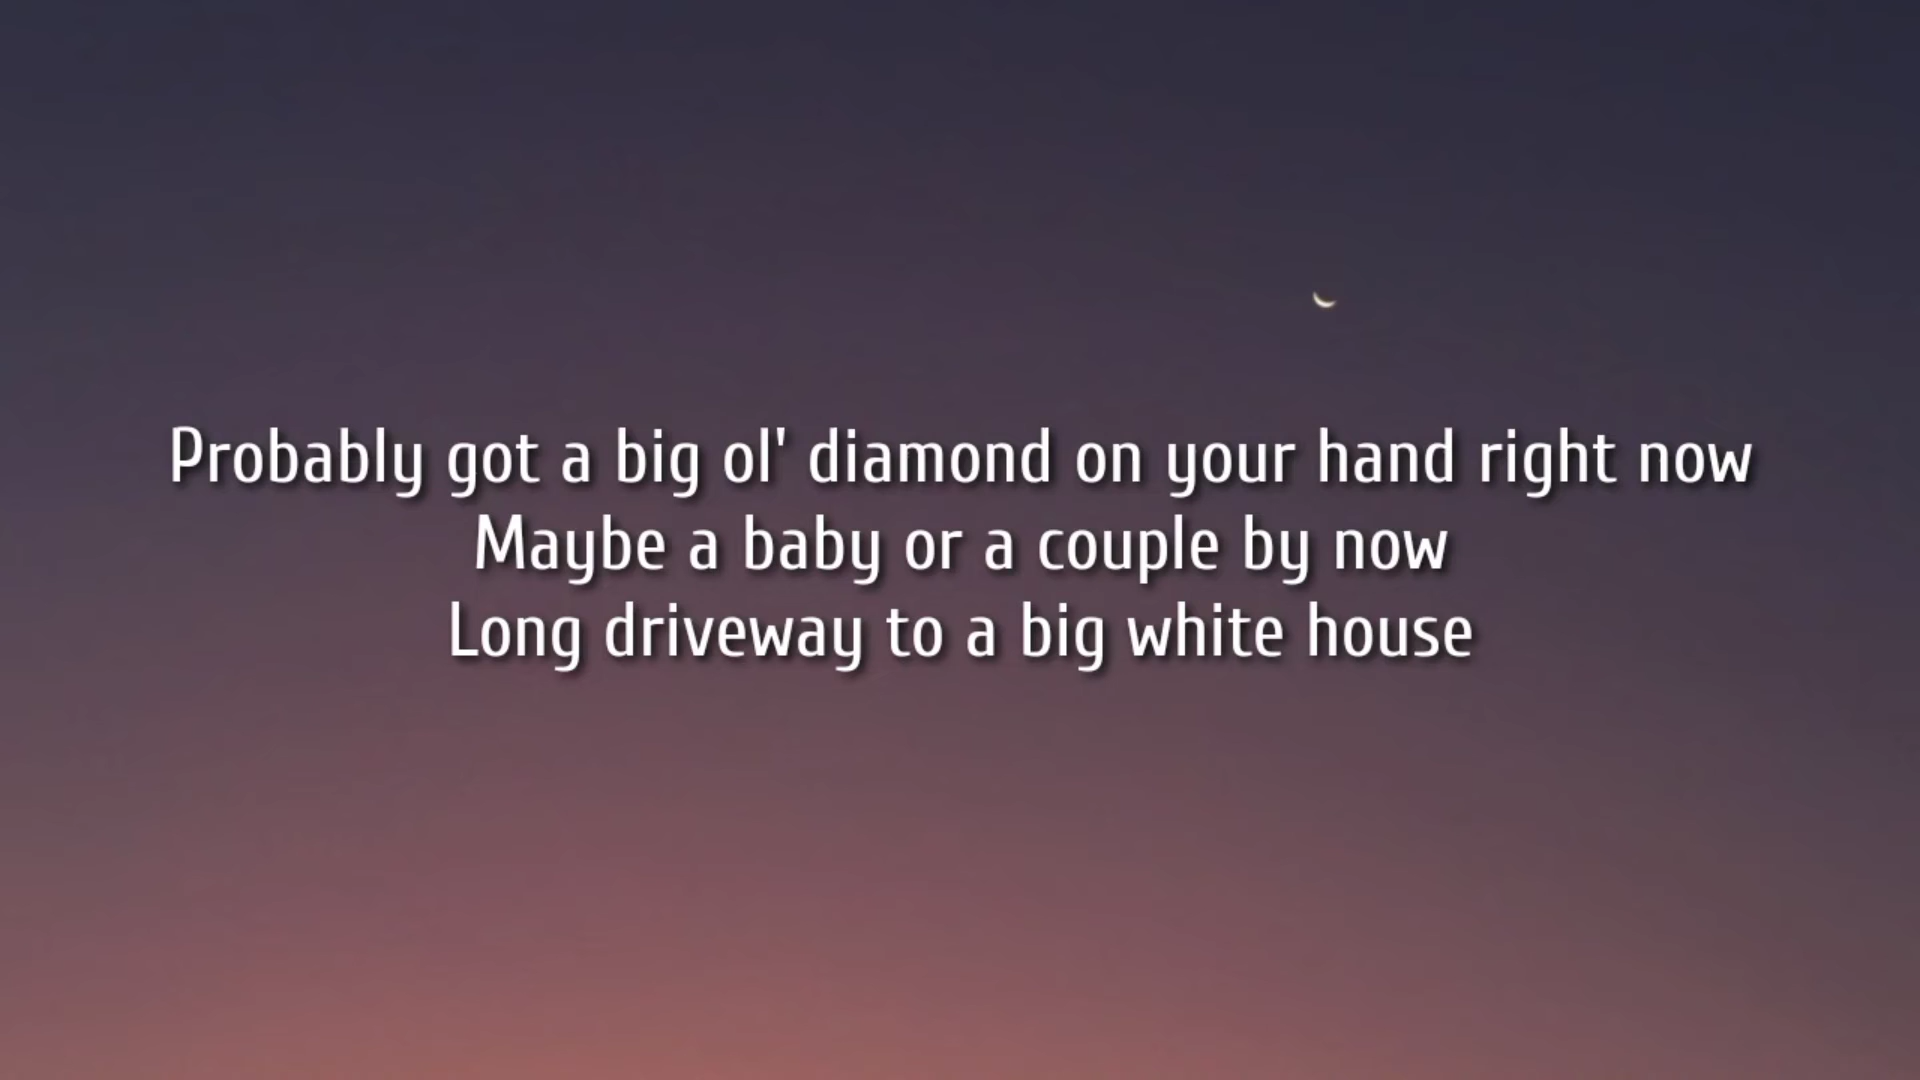 Probably got a big ol' diamond on your hand right now
Maybe a baby or a couple by now
Long driveway to a big white house